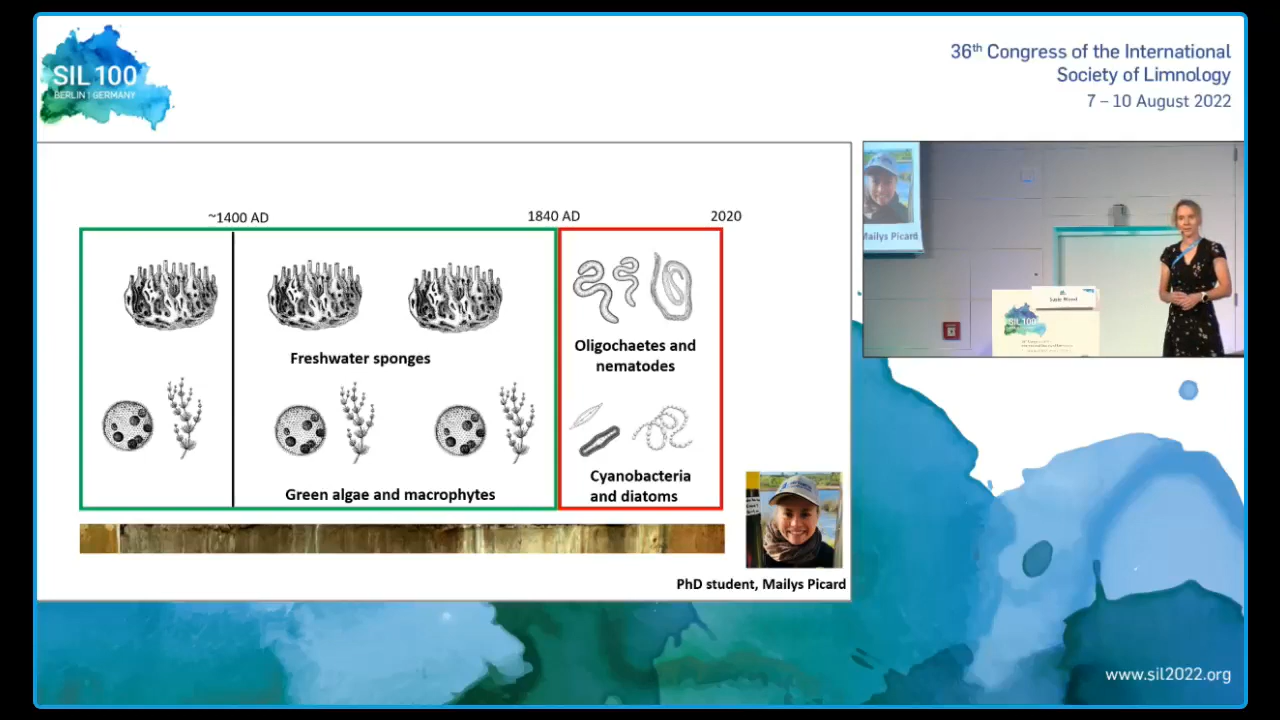 SIL 100
BERLIN | GERMANY
36th Congress of the International
Society of Limnology
7 – 10 August 2022
~1400 AD
1840 AD
2020
Freshwater sponges
Oligochaetes and
nematodes
Green algae and macrophytes
Cyanobacteria
and diatoms
PhD student, Mailys Picard
Mailys Picard
SIL 100
www.sil2022.org